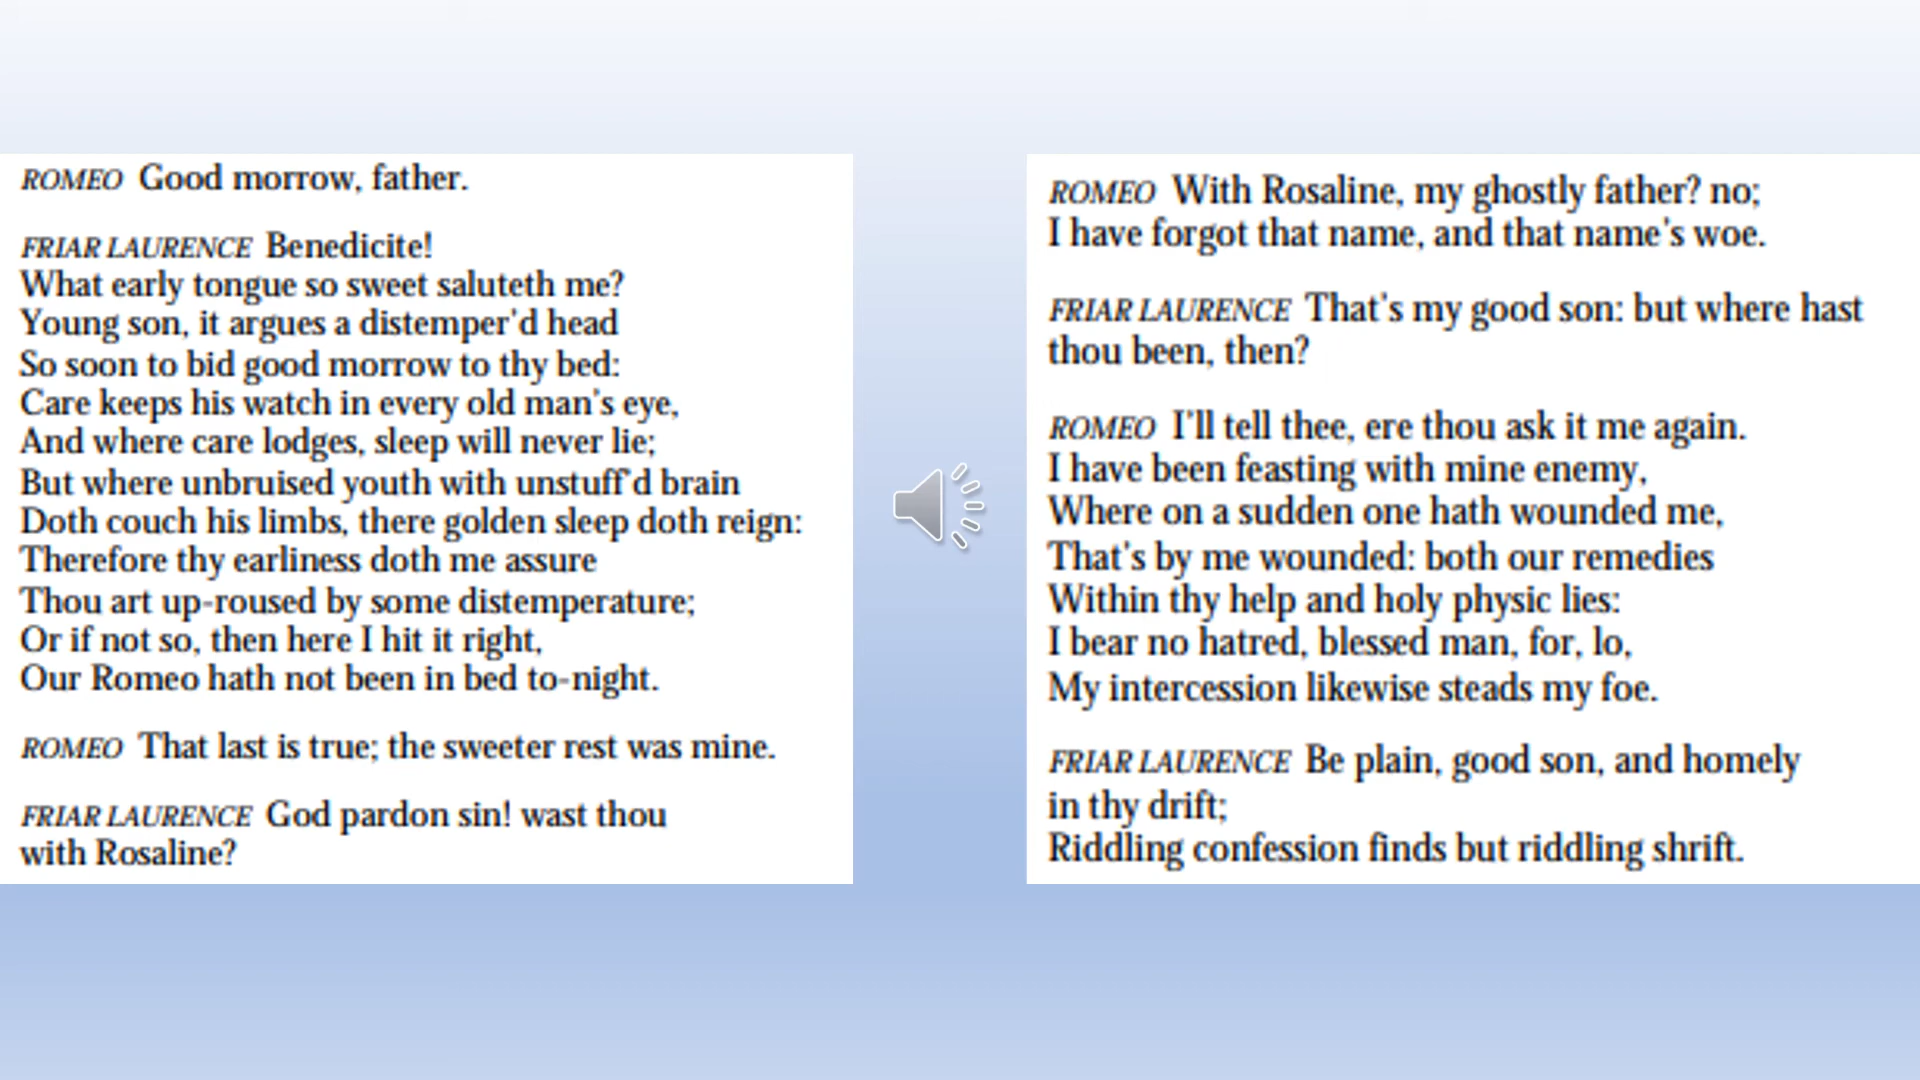 ROMEO Good morrow, father.
FRIAR LAURENCE Benedicite!
What early tongue so sweet saluteth me?
Young son, it argues a distemper'd head
So soon to bid good morrow to thy bed:
Care keeps his watch in every old man's eye,
And where care lodges, sleep will never lie;
But where unbruised youth with unstuff'd brain
Doth couch his limbs, there golden sleep doth reign:
Therefore thy earliness doth me assure
Thou art up-roused by some distemperature;
Or if not so, then here I hit it right,
Our Romeo hath not been in bed to-night.
ROMEO That last is true; the sweeter rest was mine.
FRIAR LAURENCE God pardon sin! wast thou
with Rosaline?
ROMEO With Rosaline, my ghostly father? no;
I have forgot that name, and that name's woe.
FRIAR LAURENCE That's my good son: but where hast
thou been, then?
ROMEO I'll tell thee, ere thou ask it me again.
I have been feasting with mine enemy,
Where on a sudden one hath wounded me,
That's by me wounded: both our remedies
Within thy help and holy physic lies:
I bear no hatred, blessed man, for, lo,
My intercession likewise steads my foe.
FRIAR LAURENCE Be plain, good son, and homely
in thy drift;
Riddling confession finds but riddling shrift.